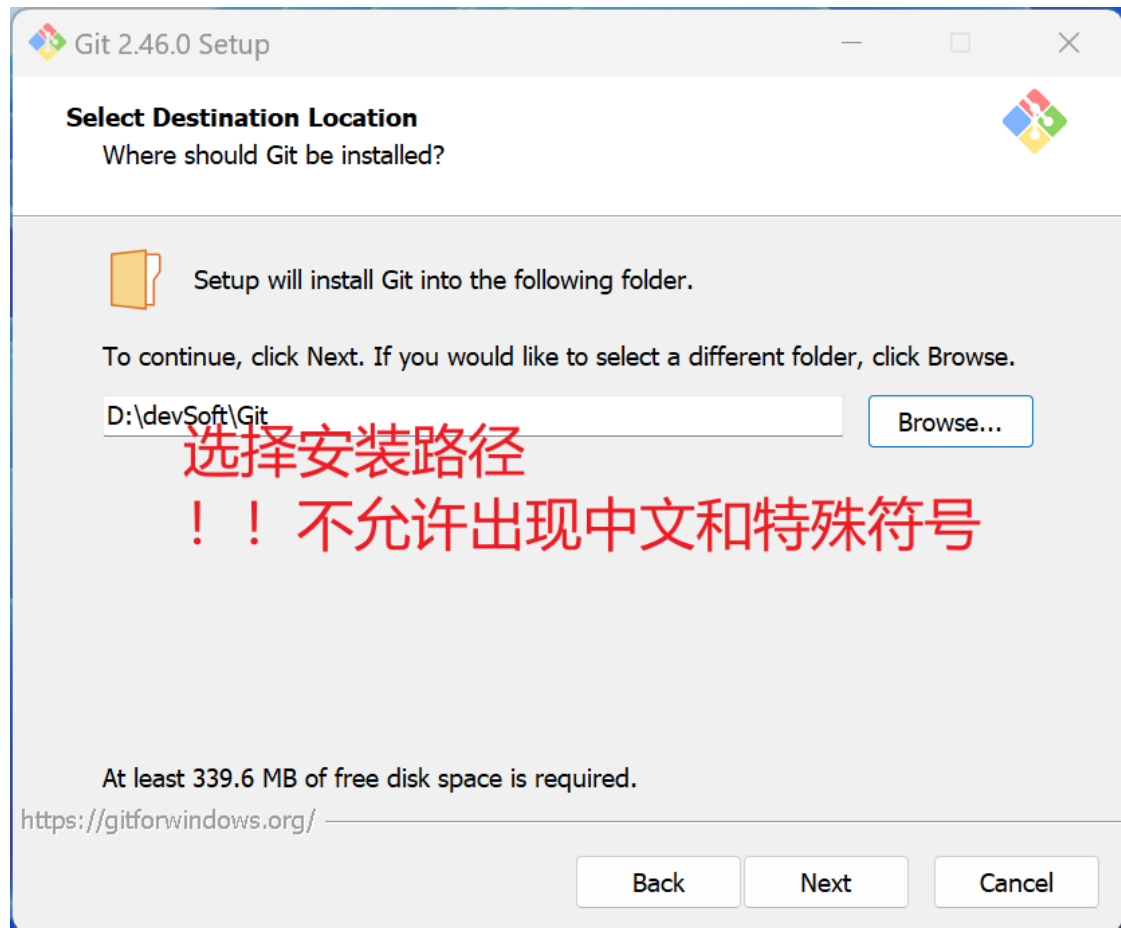 Git 2.46.0 Setup
Select Destination Location
Where should Git be installed?
Setup will install Git into the following folder.
To continue, click Next. If you would like to select a different folder, click Browse.
D:\devSoft\Git
Browse...
选择安装路径
！！不允许出现中文和特殊符号
At least 339.6 MB of free disk space is required.
https://gitforwindows.org/
Back Next Cancel